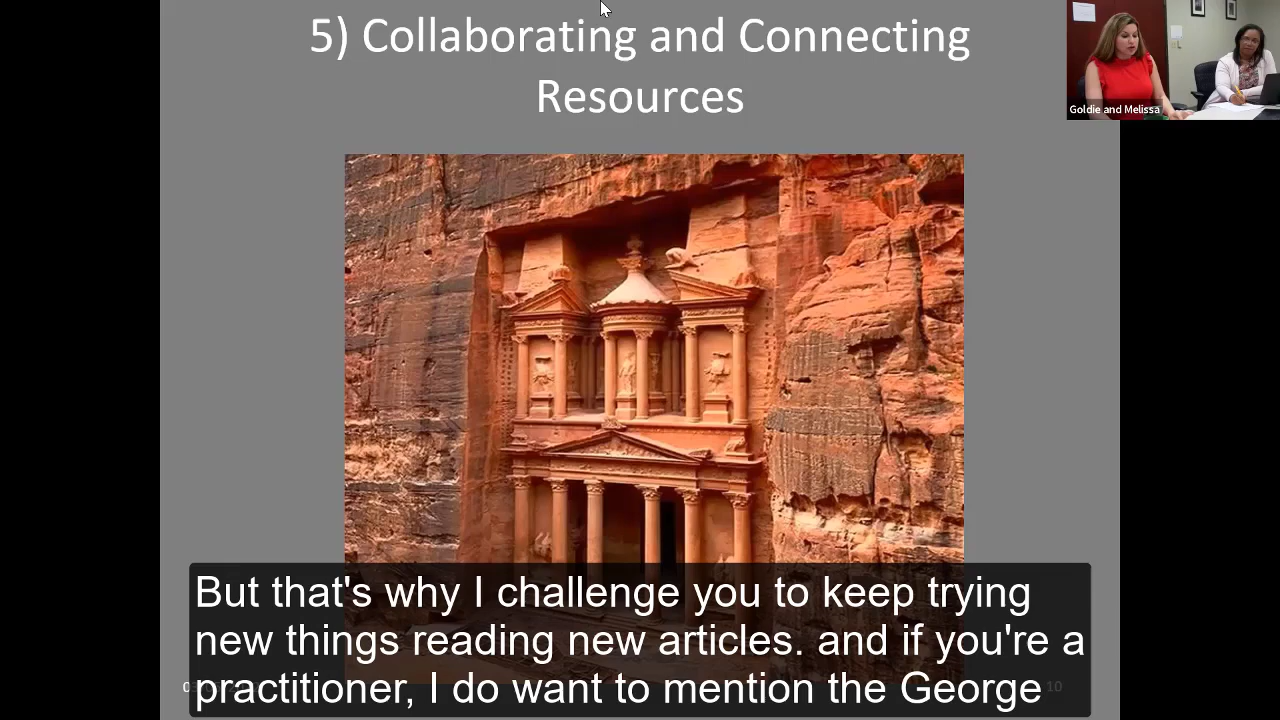 5) Collaborating and Connecting
Resources
Goldie and Melissa
But that's why I challenge you to keep trying
new things reading new articles. and if you're a
practitioner, I do want to mention the George
10